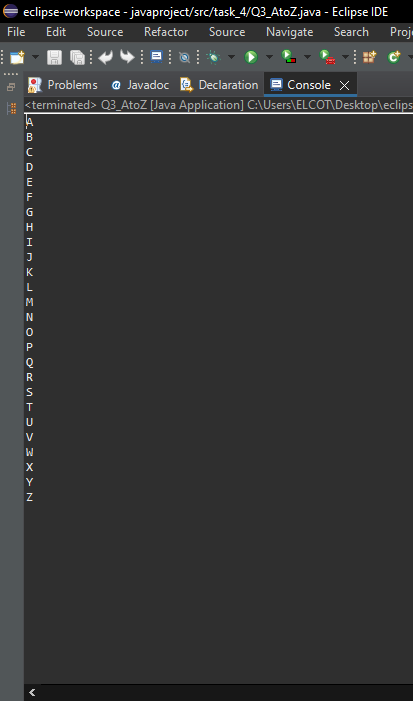 eclipse-workspace - javaproject/src/task_4/Q3_AtoZ.java - Eclipse IDE
File Edit Source Refactor Source Navigate Search
Problems @ Javadoc Declaration Console
<terminated> Q3_AtoZ [Java Application] C:\Users\ELCOT\Desktop\eclips
A
B
C
D
E
F
G
H
I
J
K
L
M
N
O
P
Q
R
S
T
U
V
W
X
Y
Z